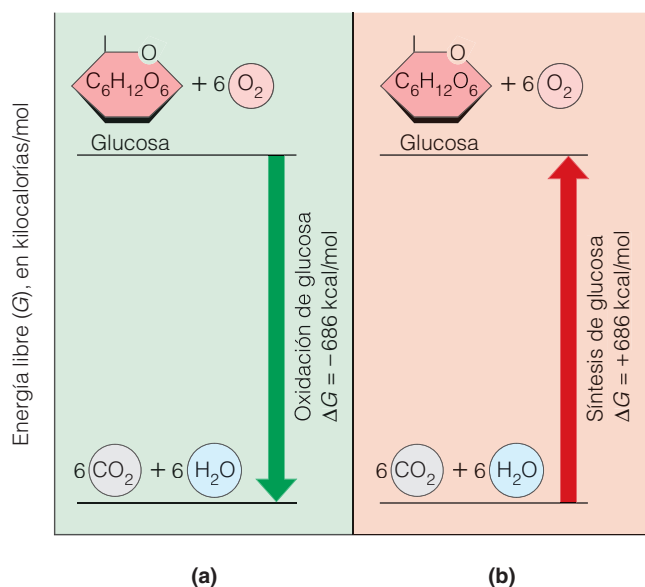 Energía libre (G), en kilocalorías/mol
O
C₆H₁₂O₆ + 6 O₂
Glucosa
Oxidación de glucosa
ΔG = – 686 kcal/mol
6 CO₂ + 6 H₂O
(a)
O
C₆H₁₂O₆ + 6 O₂
Glucosa
Síntesis de glucosa
ΔG = + 686 kcal/mol
6 CO₂ + 6 H₂O
(b)